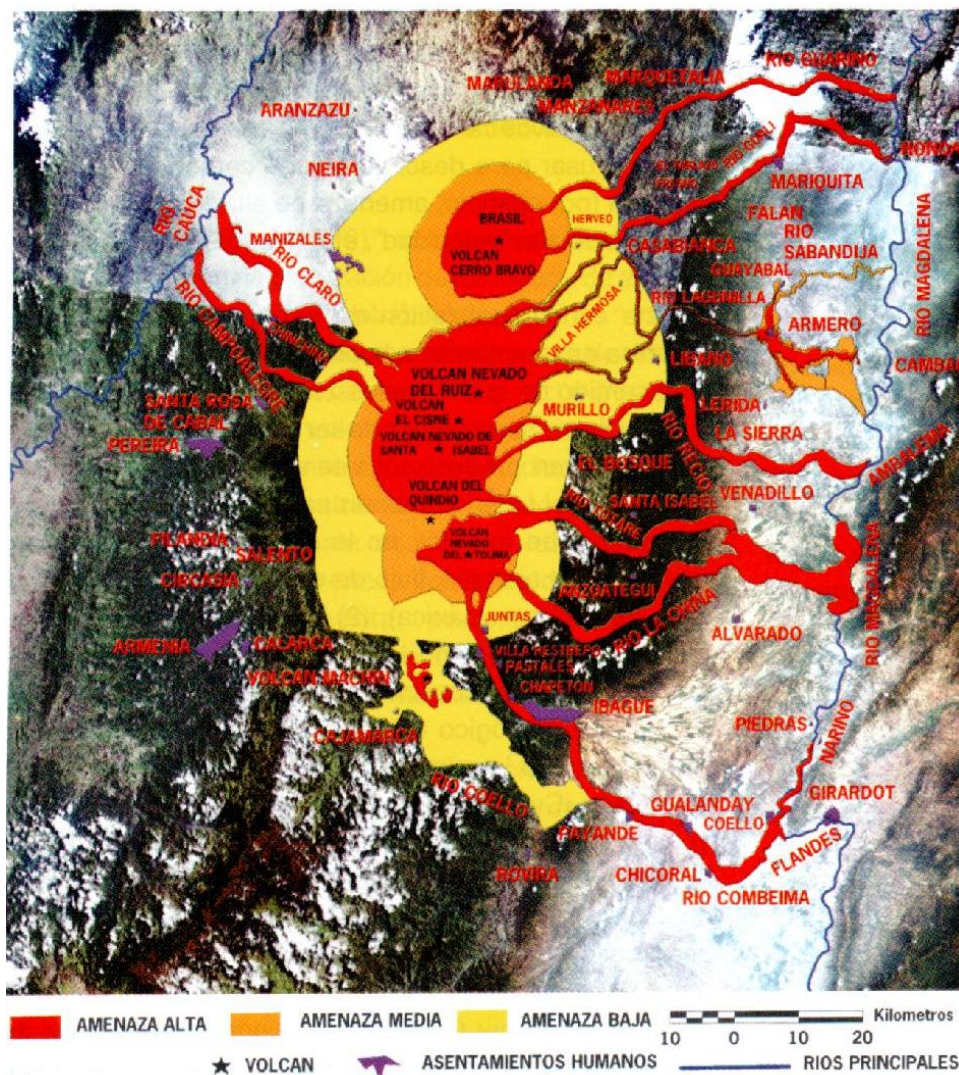 MARULANDA
MARQUETALIA
RIO GUARINO
ARANZAZU
MANZANARES
NEIRA
RIO GUALI
HONDA
MARIQUITA
RIO
CAUCA
BRASIL
HERVEO
FALAN
RIO
SABANDIJA
MANIZALES
RIO CLARO
VOLCAN
CERRO BRAVO
CASABIANCA
GUAYABAL
RIO MAGDALENA
RIO LAGUNILLA
RIO CAMPOALEGRE
CHINCHINA
VILLA HERMOSA
ARMERO
LIBANO
CAMBAO
VOLCAN NEVADO
DEL RUIZ
VOLCAN
EL CISNE
MURILLO
LERIDA
SANTA ROSA
DE CABAL
PEREIRA
VOLCAN NEVADO DE
SANTA ISABEL
RIO RECIO
LA SIERRA
EL BOSQUE
AMBALEMA
VOLCAN DEL
QUINDIO
RIO TOTARE
SANTA ISABEL
VENADILLO
FILANDIA
SALENTO
VOLCAN
NEVADO
DEL TOLIMA
CIRCASIA
ANZOATEGUI
RIO MAGDALENA
JUNTAS
RIO LA CHINA
ALVARADO
ARMENIA
CALARCA
VILLA RESTREPO
PASTALES
VOLCAN MACHIN
CHAPETON
IBAGUE
CAJAMARCA
PIEDRAS
NARINO
RIO COELLO
GIRARDOT
GUALANDAY
COELLO
PAYANDE
FLANDES
ROVIRA
CHICORAL
RIO COMBEIMA
AMENAZA ALTA AMENAZA MEDIA AMENAZA BAJA Kilometros
10 0 10 20
VOLCAN ASENTAMIENTOS HUMANOS RIOS PRINCIPALES